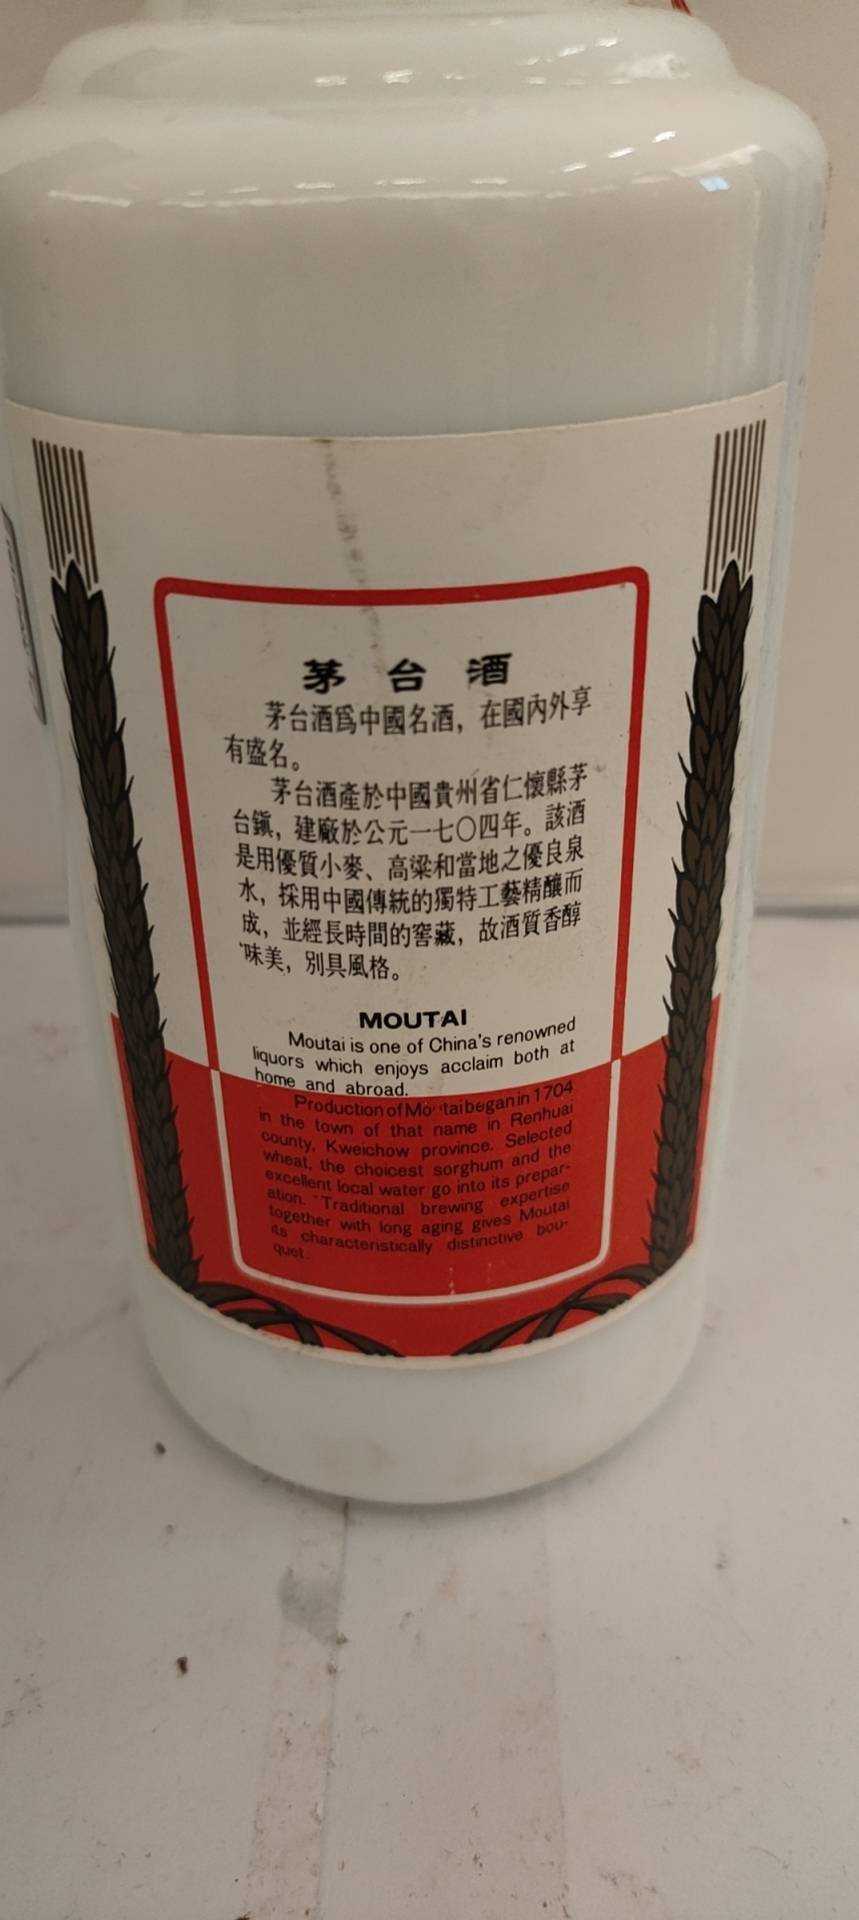 茅台酒
茅台酒爲中國名酒，在國內外享
有盛名。
茅台酒產於中國貴州省仁懷縣茅
台鎭，建廠於公元一七〇四年。該酒
是用優質小麥、高粱和當地之優良泉
水，採用中國傳統的獨特工藝精釀而
成，並經長時間的窖藏，故酒質香醇
味美，別具風格。
MOUTAI
Moutai is one of China's renowned
liquors which enjoys acclaim both at
home and abroad.
Production of Moutai began in 1704
in the town of that name in Renhuai
county, Kweichow province. Selected
wheat, the choicest sorghum and the
excellent local water go into its prepar-
ation. Traditional brewing expertise
together with long aging gives Moutai
its characteristically distinctive bou-
quet.